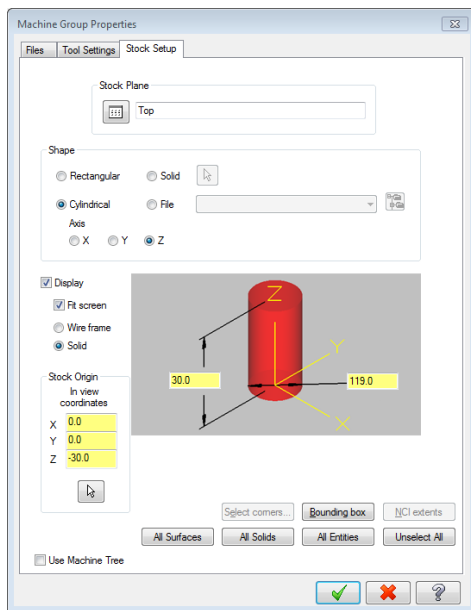 Machine Group Properties
Files Tool Settings Stock Setup
Stock Plane
Top
Shape
Rectangular Solid
Cylindrical File
Axis
X Y Z
Display
Fit screen
Wire frame
Solid
Z
Y
X
30.0
119.0
Stock Origin
In view
coordinates
X 0.0
Y 0.0
Z -30.0
Select corners... Bounding box NCI extents
All Surfaces All Solids All Entities Unselect All
Use Machine Tree
?